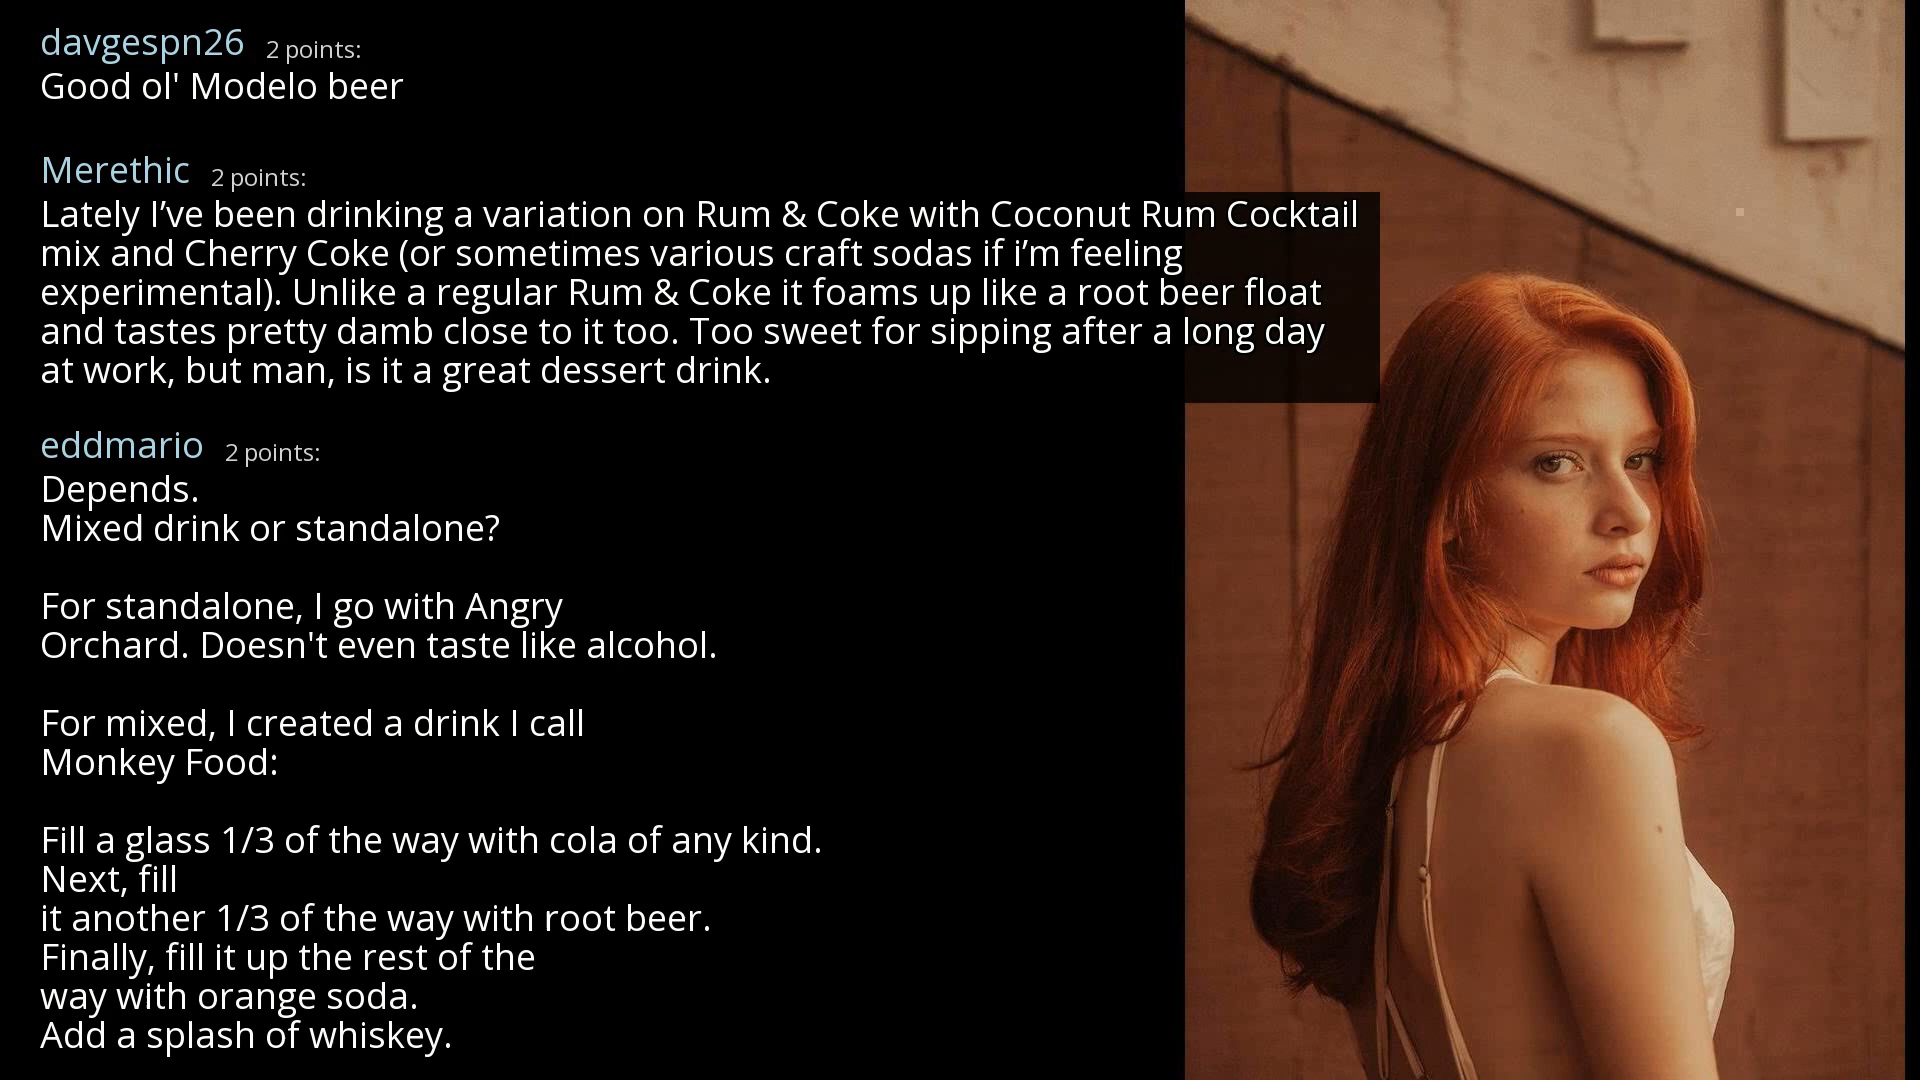 davgespn26 2 points:
Good ol' Modelo beer
Merethic 2 points:
Lately I’ve been drinking a variation on Rum & Coke with Coconut Rum Cocktail
mix and Cherry Coke (or sometimes various craft sodas if i’m feeling
experimental). Unlike a regular Rum & Coke it foams up like a root beer float
and tastes pretty damb close to it too. Too sweet for sipping after a long day
at work, but man, is it a great dessert drink.
eddmario 2 points:
Depends.
Mixed drink or standalone?
For standalone, I go with Angry
Orchard. Doesn't even taste like alcohol.
For mixed, I created a drink I call
Monkey Food:
Fill a glass 1/3 of the way with cola of any kind.
Next, fill
it another 1/3 of the way with root beer.
Finally, fill it up the rest of the
way with orange soda.
Add a splash of whiskey.